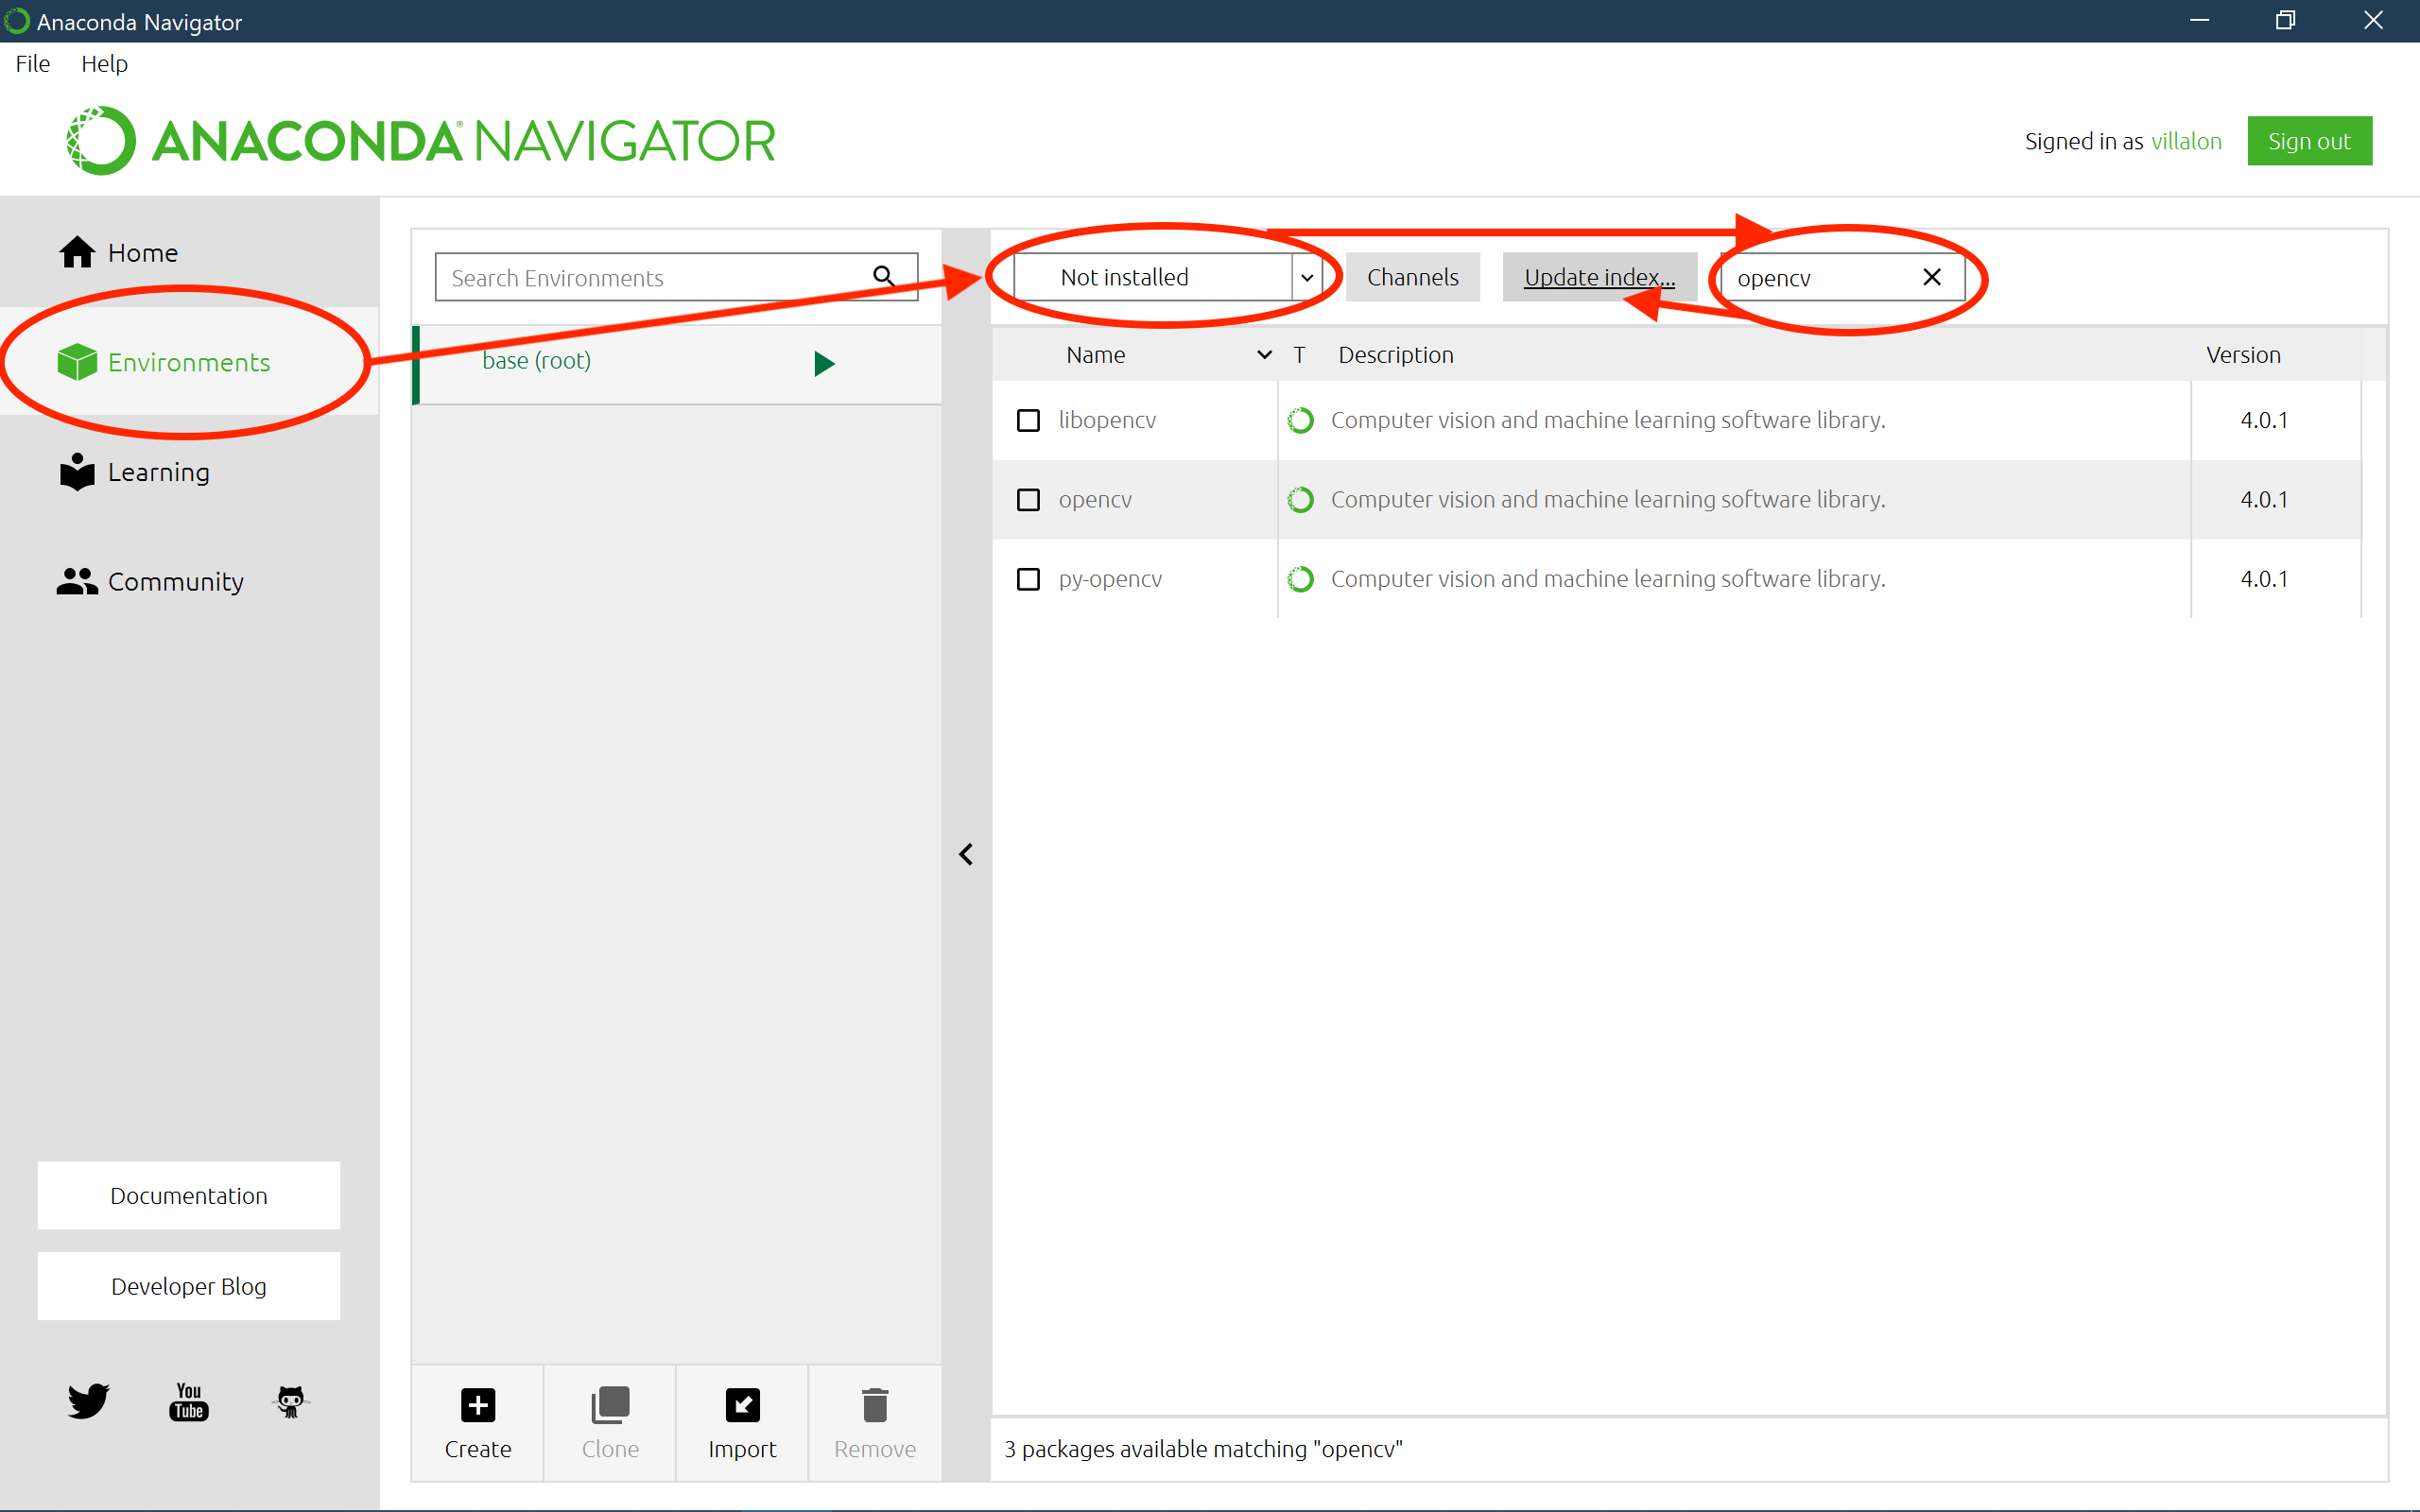 Anaconda Navigator
File Help
ANACONDA® NAVIGATOR
Signed in as villalon Sign out
Home
Environments
Learning
Community
Documentation
Developer Blog
You
Tube
Search Environments
base (root)
Create Clone Import Remove
Not installed Channels Update index... opencv
Name T Description Version
libopencv Computer vision and machine learning software library. 4.0.1
opencv Computer vision and machine learning software library. 4.0.1
py-opencv Computer vision and machine learning software library. 4.0.1
3 packages available matching "opencv"